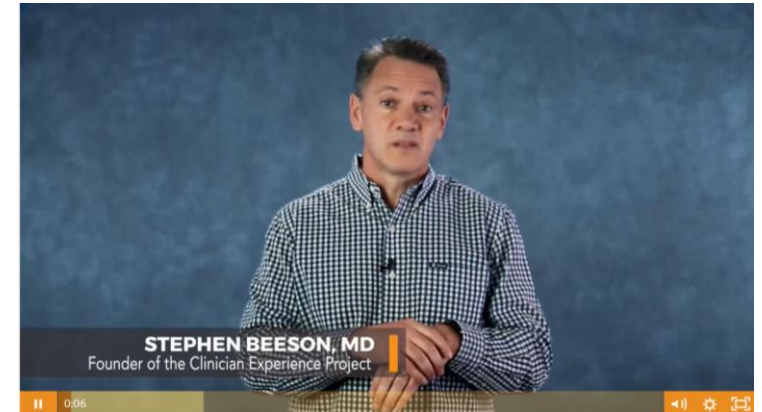 STEPHEN BEESON, MD
Founder of the Clinician Experience Project
0:06